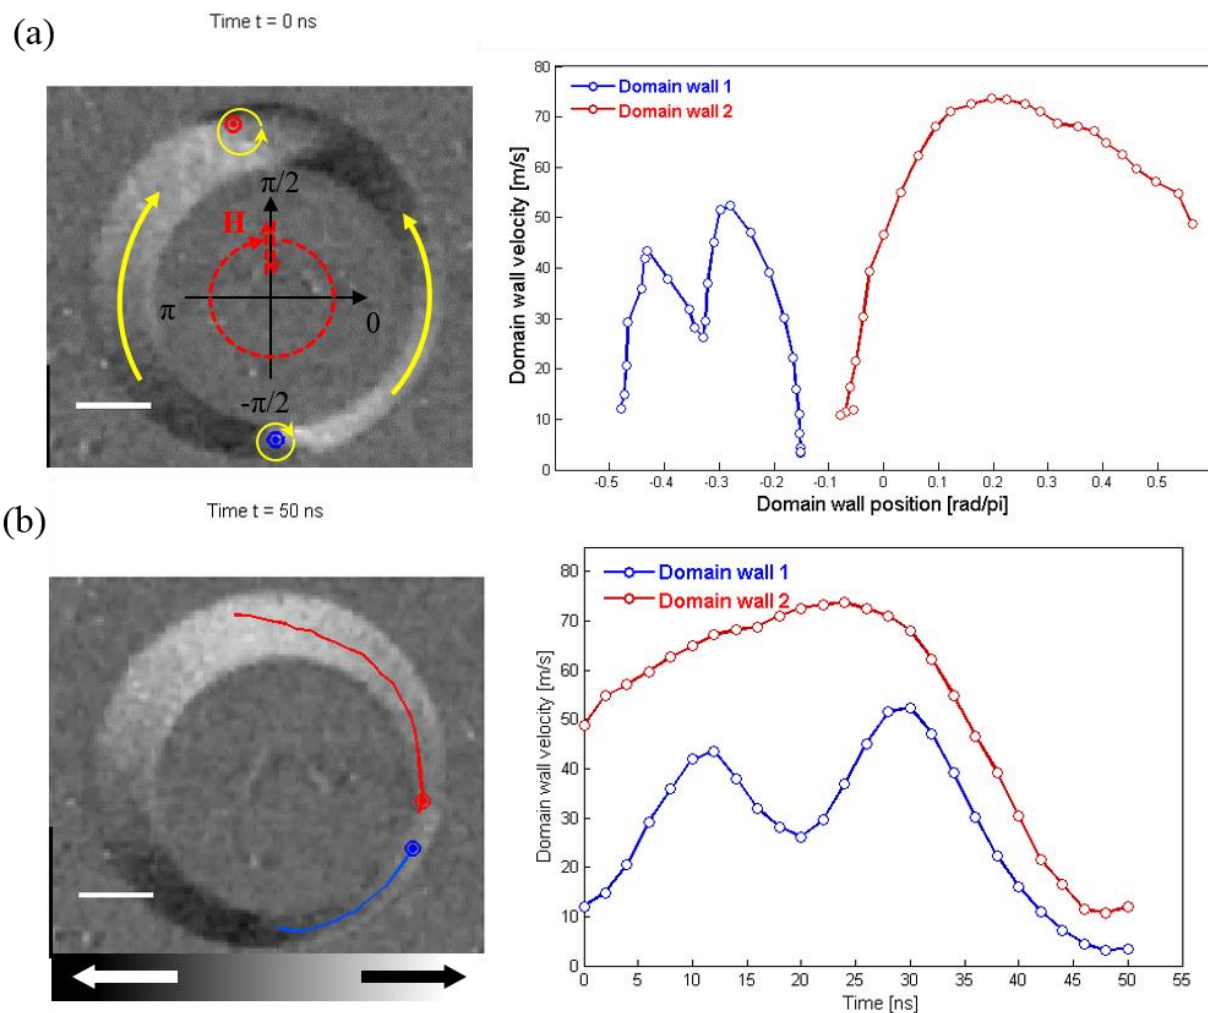 (a)
Time t = 0 ns
H
π/2
π
0
-π/2
Domain wall velocity [m/s]
80
70
60
50
40
30
20
10
0
Domain wall 1
Domain wall 2
-0.5 -0.4 -0.3 -0.2 -0.1 0 0.1 0.2 0.3 0.4 0.5
Domain wall position [rad/pi]
(b)
Time t = 50 ns
Domain wall velocity [m/s]
80
70
60
50
40
30
20
10
0
Domain wall 1
Domain wall 2
0 5 10 15 20 25 30 35 40 45 50 55
Time [ns]